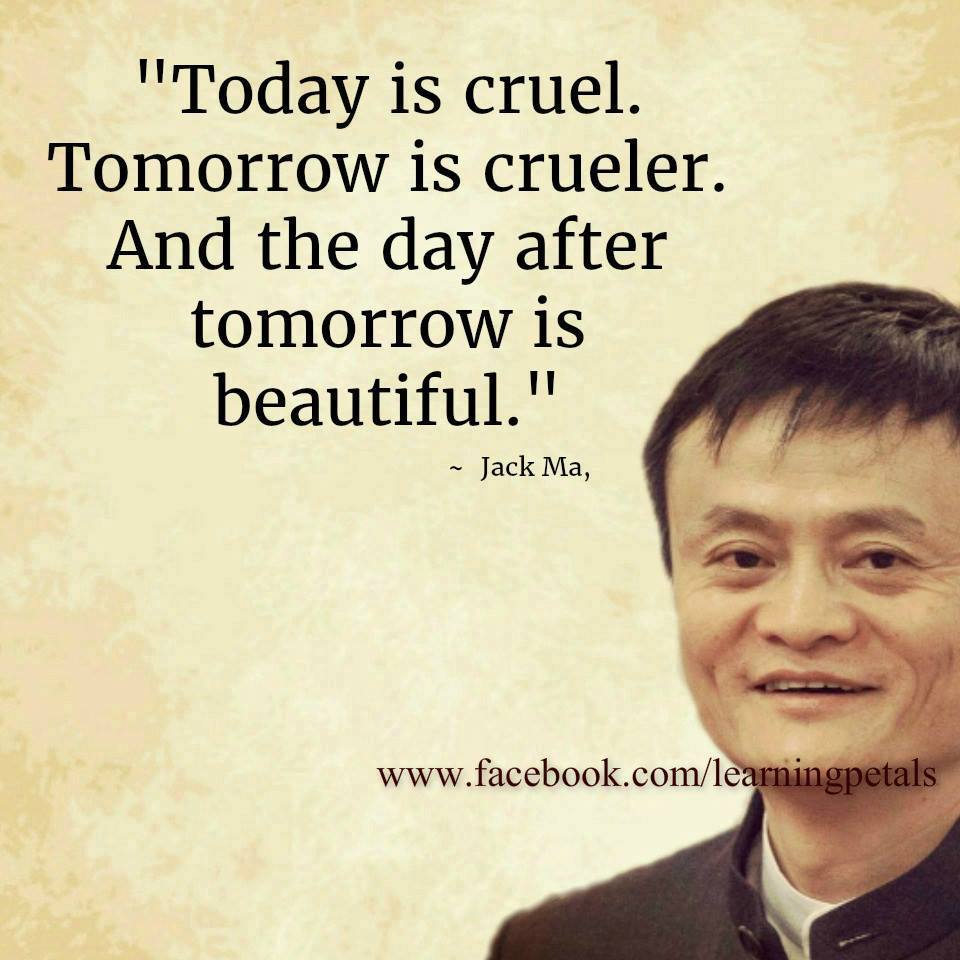 "Today is cruel.
Tomorrow is crueler.
And the day after
tomorrow is
beautiful."
~ Jack Ma,
www.facebook.com/learningpetals